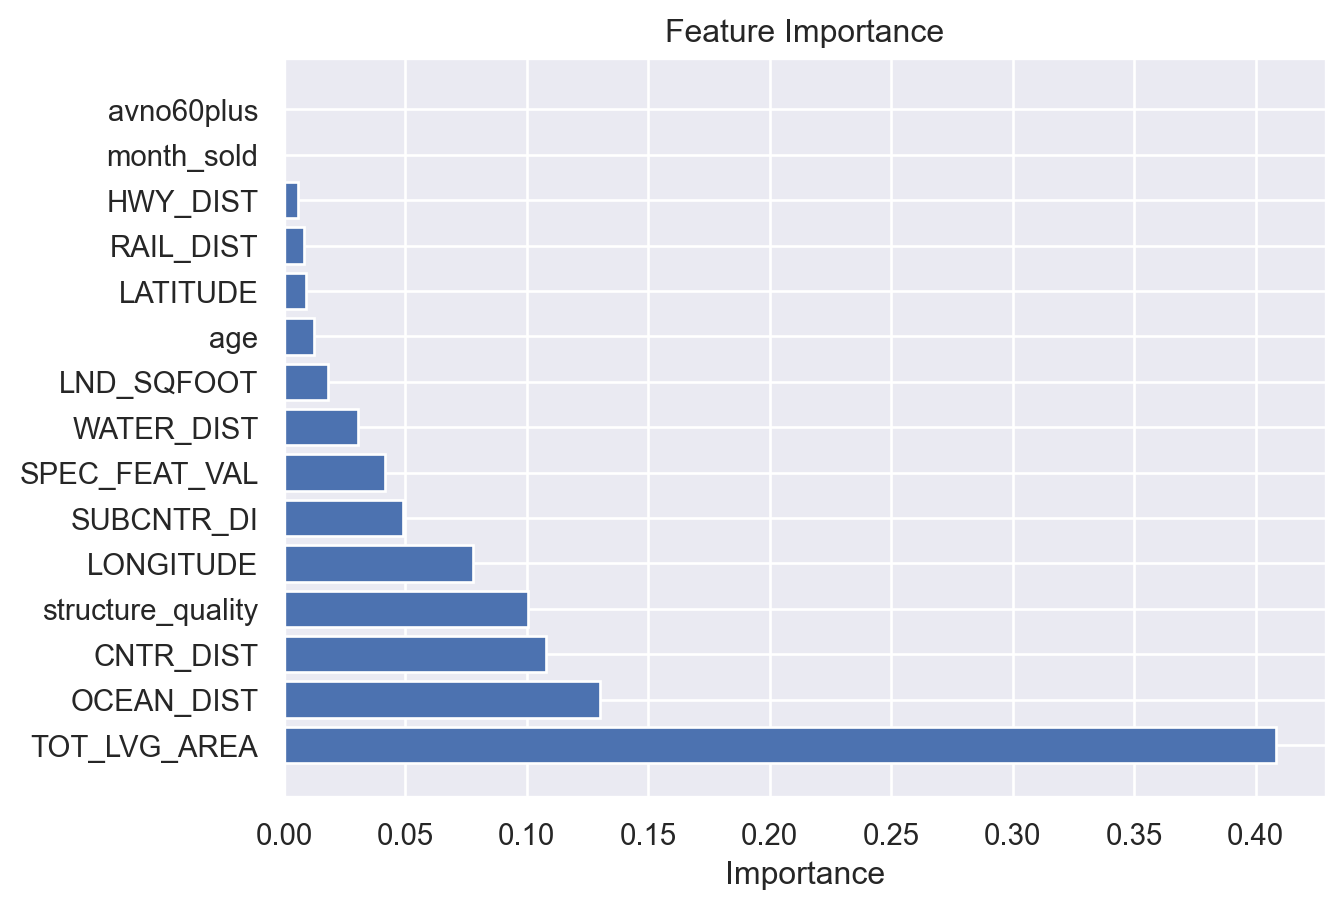 Feature Importance
avno60plus
month_sold
HWY_DIST
RAIL_DIST
LATITUDE
age
LND_SQFOOT
WATER_DIST
SPEC_FEAT_VAL
SUBCNTR_DI
LONGITUDE
structure_quality
CNTR_DIST
OCEAN_DIST
TOT_LVG_AREA
0.00 0.05 0.10 0.15 0.20 0.25 0.30 0.35 0.40
Importance